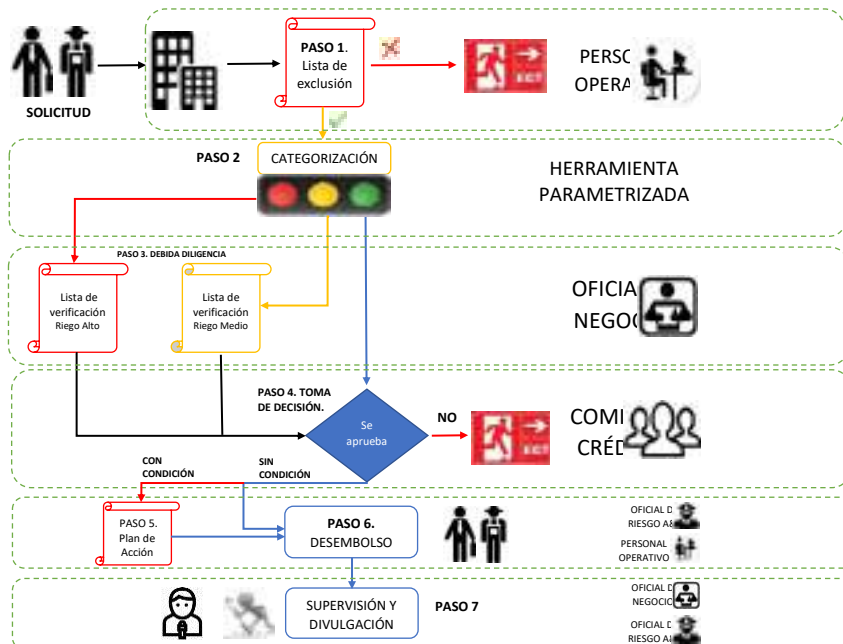 SOLICITUD
PASO 1.
Lista de
exclusión
PERSO
OPERA
PASO 2
CATEGORIZACIÓN
HERRAMIENTA
PARAMETRIZADA
PASO 3. DEBIDA DILIGENCIA
Lista de
verificación
Riego Alto
Lista de
verificación
Riego Medio
OFICIA
NEGO
PASO 4. TOMA
DE DECISIÓN.
Se
aprueba
NO
COMI
CRÉD
CON
CONDICIÓN
SIN
CONDICIÓN
PASO 5.
Plan de
Acción
PASO 6.
DESEMBOLSO
OFICIAL D
RIESGO A&
PERSONAL
OPERATIVO
SUPERVISIÓN Y
DIVULGACIÓN
PASO 7
OFICIAL D
NEGOCIO
OFICIAL D
RIESGO A&